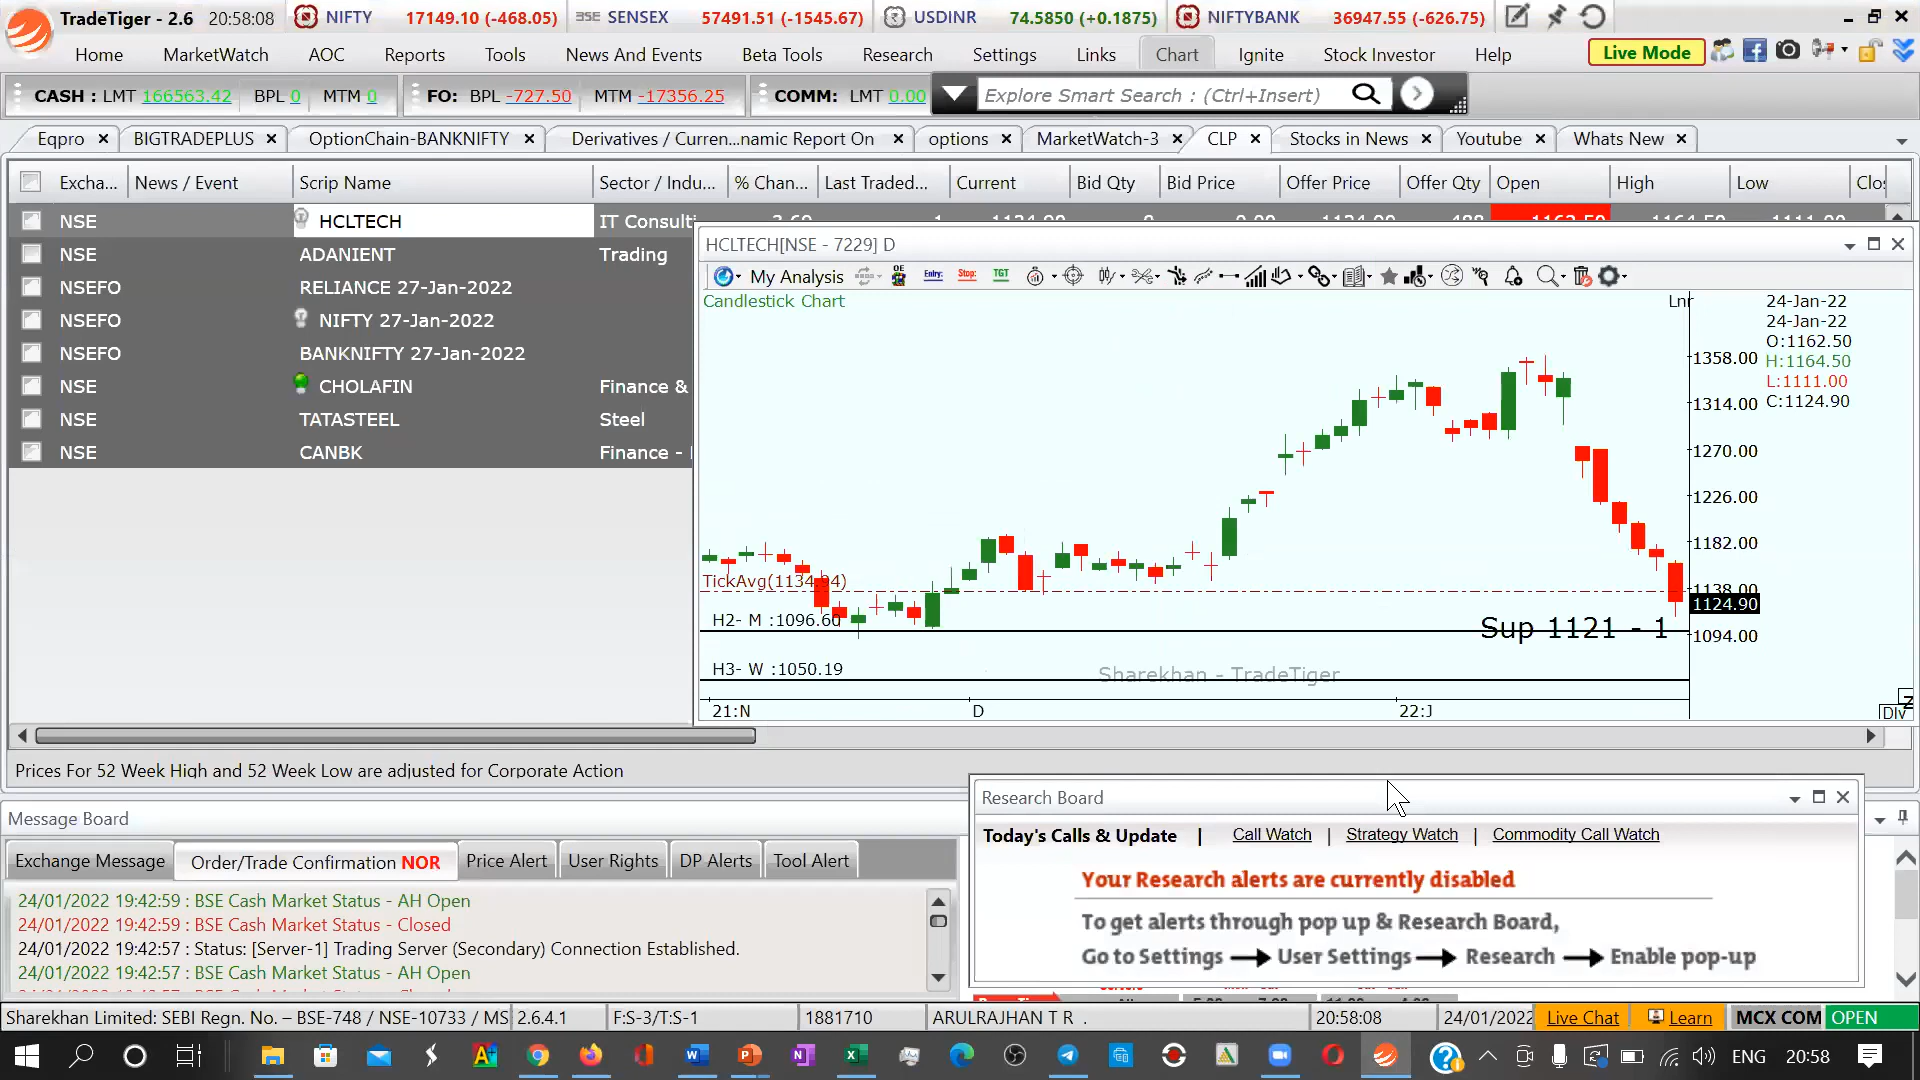 TradeTiger - 2.6 20:58:08 NIFTY 17149.10 (-468.05) BSE SENSEX 57491.51 (-1545.67) USDINR 74.5850 (+0.1875) NIFTYBANK 36947.55 (-626.75)
Home MarketWatch AOC Reports Tools News And Events Beta Tools Research Settings Links Chart Ignite Stock Investor Help Live Mode
CASH : LMT 166563.42 BPL 0 MTM 0 FO: BPL -727.50 MTM -17356.25 COMM: LMT 0.00 Explore Smart Search : (Ctrl+Insert)
Eqpro BIGTRADEPLUS OptionChain-BANKNIFTY Derivatives / Curren...namic Report On options MarketWatch-3 CLP Stocks in News Youtube Whats New
Excha... News / Event Scrip Name Sector / Indu... % Chan... Last Traded... Current Bid Qty Bid Price Offer Price Offer Qty Open High Low Clo
NSE HCLTECH IT Consulti
NSE ADANIENT Trading
NSEFO RELIANCE 27-Jan-2022
NSEFO NIFTY 27-Jan-2022
NSEFO BANKNIFTY 27-Jan-2022
NSE CHOLAFIN Finance &
NSE TATASTEEL Steel
NSE CANBK Finance -
HCLTECH[NSE - 7229] D
My Analysis Entry: Stop: TGT
Candlestick Chart
Lnr
24-Jan-22
24-Jan-22
O:1162.50
H:1164.50
L:1111.00
C:1124.90
1358.00
1314.00
1270.00
1226.00
1182.00
1138.00
1124.90
1094.00
TickAvg(1134.94)
H2- M :1096.60
Sup 1121 - 1
H3- W :1050.19
Sharekhan - TradeTiger
21:N D 22:J
Div
Prices For 52 Week High and 52 Week Low are adjusted for Corporate Action
Message Board
Exchange Message Order/Trade Confirmation NOR Price Alert User Rights DP Alerts Tool Alert
24/01/2022 19:42:59 : BSE Cash Market Status - AH Open
24/01/2022 19:42:59 : BSE Cash Market Status - Closed
24/01/2022 19:42:57 : Status: [Server-1] Trading Server (Secondary) Connection Established.
24/01/2022 19:42:57 : BSE Cash Market Status - AH Open
Research Board
Today's Calls & Update | Call Watch | Strategy Watch | Commodity Call Watch
Your Research alerts are currently disabled
To get alerts through pop up & Research Board,
Go to Settings User Settings Research Enable pop-up
Sharekhan Limited: SEBI Regn. No. – BSE-748 / NSE-10733 / MS 2.6.4.1 F:S-3/T:S-1 1881710 ARULRAJHAN T R . 20:58:08 24/01/2022 Live Chat Learn MCX COM OPEN
ENG 20:58